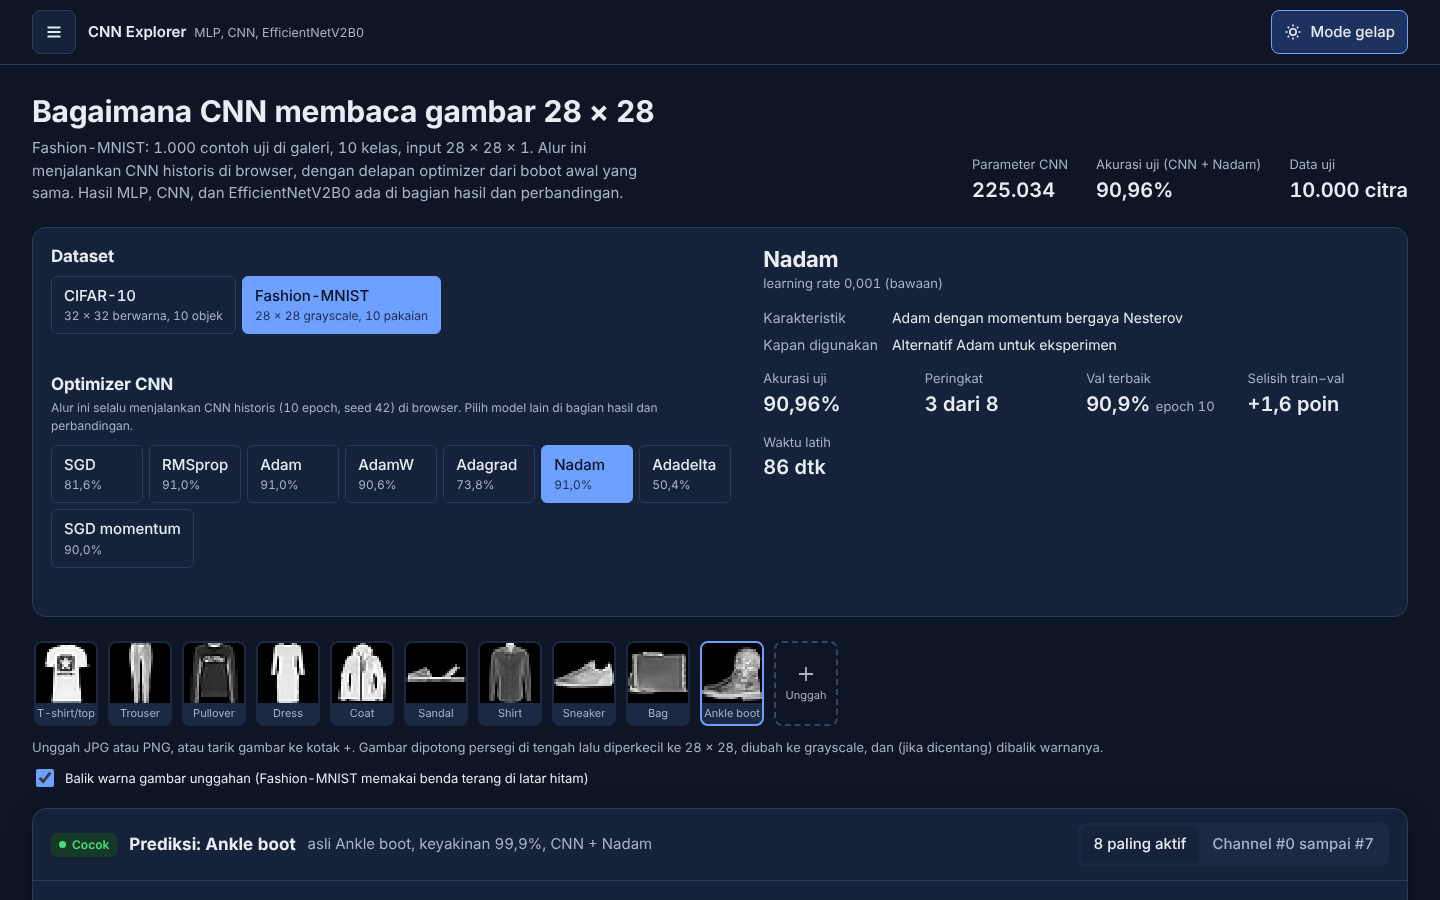 CNN Explorer MLP, CNN, EfficientNetV2B0
Mode gelap
Bagaimana CNN membaca gambar 28 × 28
Fashion-MNIST: 1.000 contoh uji di galeri, 10 kelas, input 28 × 28 × 1. Alur ini
menjalankan CNN historis di browser, dengan delapan optimizer dari bobot awal yang
sama. Hasil MLP, CNN, dan EfficientNetV2B0 ada di bagian hasil dan perbandingan.
Parameter CNN
225.034
Akurasi uji (CNN + Nadam)
90,96%
Data uji
10.000 citra
Dataset
CIFAR-10
32 × 32 berwarna, 10 objek
Fashion-MNIST
28 × 28 grayscale, 10 pakaian
Optimizer CNN
Alur ini selalu menjalankan CNN historis (10 epoch, seed 42) di browser. Pilih model lain di bagian hasil dan
perbandingan.
SGD
81,6%
RMSprop
91,0%
Adam
91,0%
AdamW
90,6%
Adagrad
73,8%
Nadam
91,0%
Adadelta
50,4%
SGD momentum
90,0%
Nadam
learning rate 0,001 (bawaan)
Karakteristik Adam dengan momentum bergaya Nesterov
Kapan digunakan Alternatif Adam untuk eksperimen
Akurasi uji
90,96%
Peringkat
3 dari 8
Val terbaik
90,9% epoch 10
Selisih train–val
+1,6 poin
Waktu latih
86 dtk
T-shirt/top
Trouser
Pullover
Dress
Coat
Sandal
Shirt
Sneaker
Bag
Ankle boot
+
Unggah
Unggah JPG atau PNG, atau tarik gambar ke kotak +. Gambar dipotong persegi di tengah lalu diperkecil ke 28 × 28, diubah ke grayscale, dan (jika dicentang) dibalik warnanya.
Balik warna gambar unggahan (Fashion-MNIST memakai benda terang di latar hitam)
Cocok
Prediksi: Ankle boot asli Ankle boot, keyakinan 99,9%, CNN + Nadam
8 paling aktif
Channel #0 sampai #7